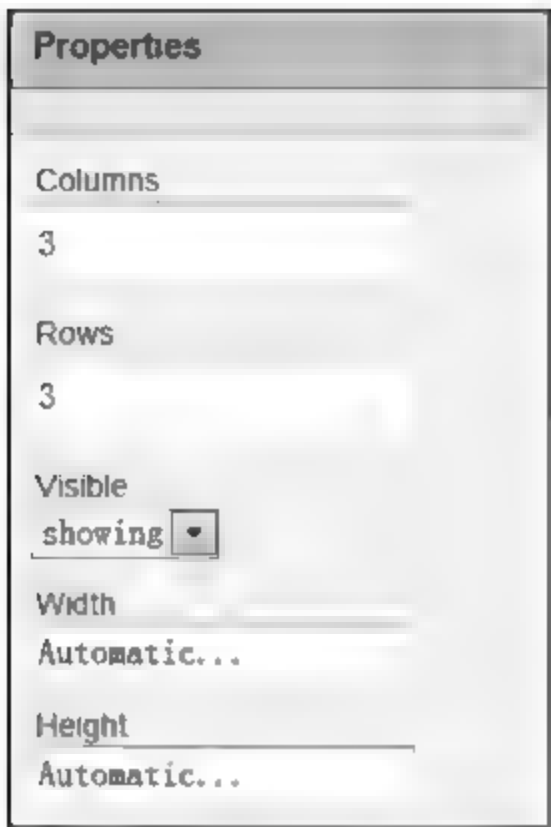 Properties
Columns
3
Rows
3
Visible
showing
Width
Automatic...
Height
Automatic...